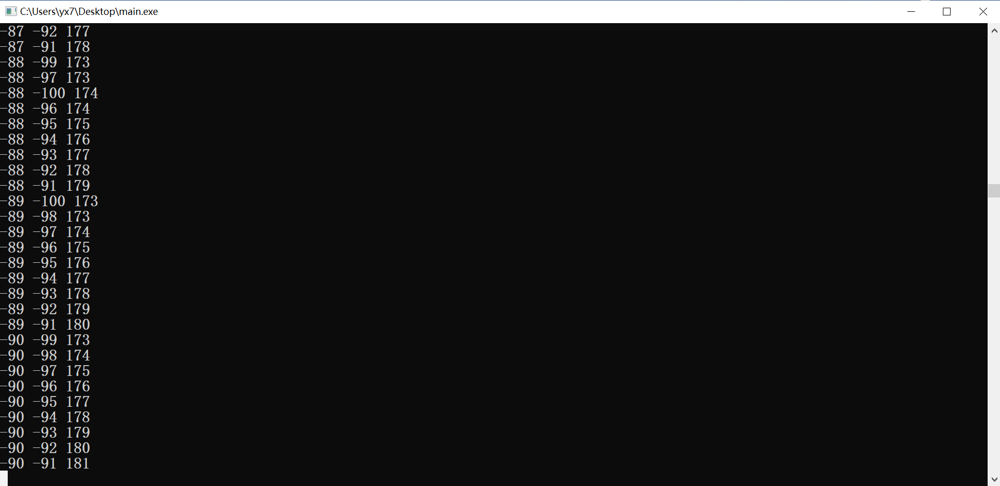 C:\Users\yx7\Desktop\main.exe
-87 -92 177
-87 -91 178
-88 -99 173
-88 -97 173
-88 -100 174
-88 -96 174
-88 -95 175
-88 -94 176
-88 -93 177
-88 -92 178
-88 -91 179
-89 -100 173
-89 -98 173
-89 -97 174
-89 -96 175
-89 -95 176
-89 -94 177
-89 -93 178
-89 -92 179
-89 -91 180
-90 -99 173
-90 -98 174
-90 -97 175
-90 -96 176
-90 -95 177
-90 -94 178
-90 -93 179
-90 -92 180
-90 -91 181